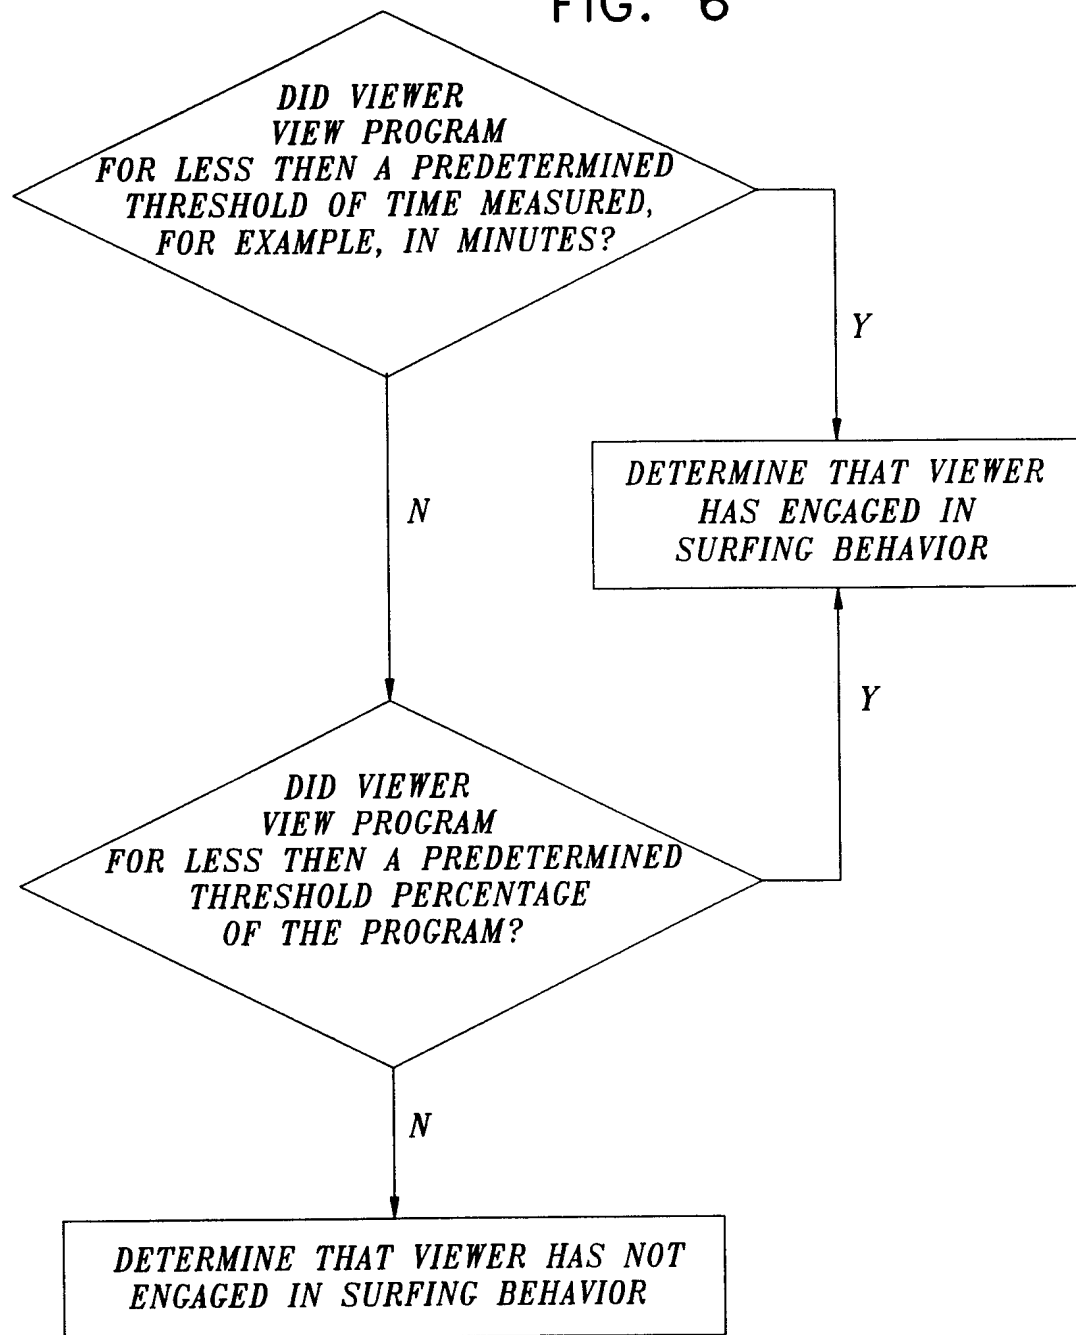 FIG. 6
DID VIEWER
VIEW PROGRAM
FOR LESS THEN A PREDETERMINED
THRESHOLD OF TIME MEASURED,
FOR EXAMPLE, IN MINUTES?
Y
DETERMINE THAT VIEWER
HAS ENGAGED IN
SURFING BEHAVIOR
N
Y
DID VIEWER
VIEW PROGRAM
FOR LESS THEN A PREDETERMINED
THRESHOLD PERCENTAGE
OF THE PROGRAM?
N
DETERMINE THAT VIEWER HAS NOT
ENGAGED IN SURFING BEHAVIOR